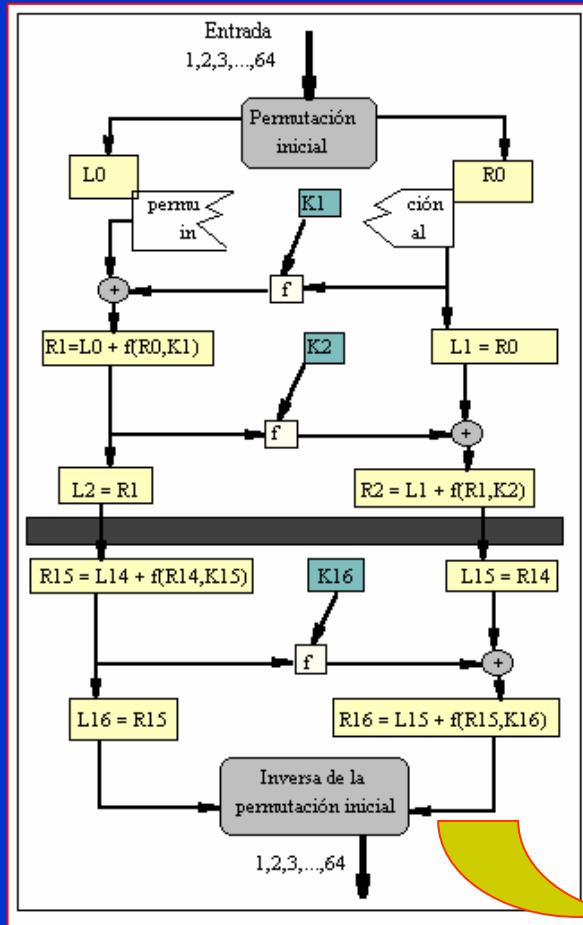 Entrada
1,2,3,...,64
Permutación
inicial
L0
R0
permu
in
K1
ción
al
+
f
R1=L0 + f(R0,K1)
K2
L1 = R0
f
+
L2 = R1
R2 = L1 + f(R1,K2)
R15 = L14 + f(R14,K15)
K16
L15 = R14
f
+
L16 = R15
R16 = L15 + f(R15,K16)
Inversa de la
permutación inicial
1,2,3,...,64